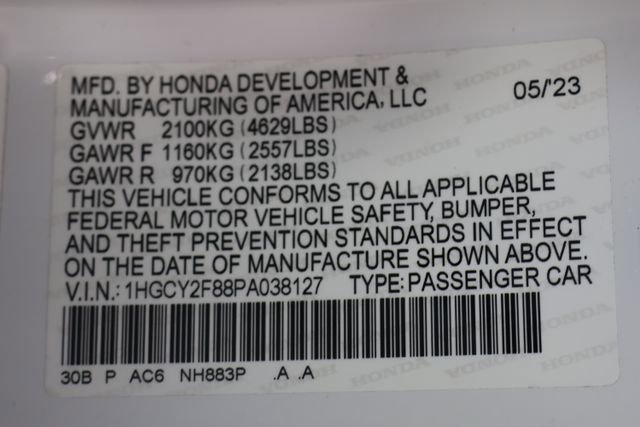 MFD. BY HONDA DEVELOPMENT &
MANUFACTURING OF AMERICA, LLC 05/'23
GVWR 2100KG (4629LBS)
GAWR F 1160KG (2557LBS)
GAWR R 970KG (2138LBS)
THIS VEHICLE CONFORMS TO ALL APPLICABLE
FEDERAL MOTOR VEHICLE SAFETY, BUMPER,
AND THEFT PREVENTION STANDARDS IN EFFECT
ON THE DATE OF MANUFACTURE SHOWN ABOVE.
V.I.N.: 1HGCY2F88PA038127 TYPE: PASSENGER CAR
30B P AC6 NH883P .A .A